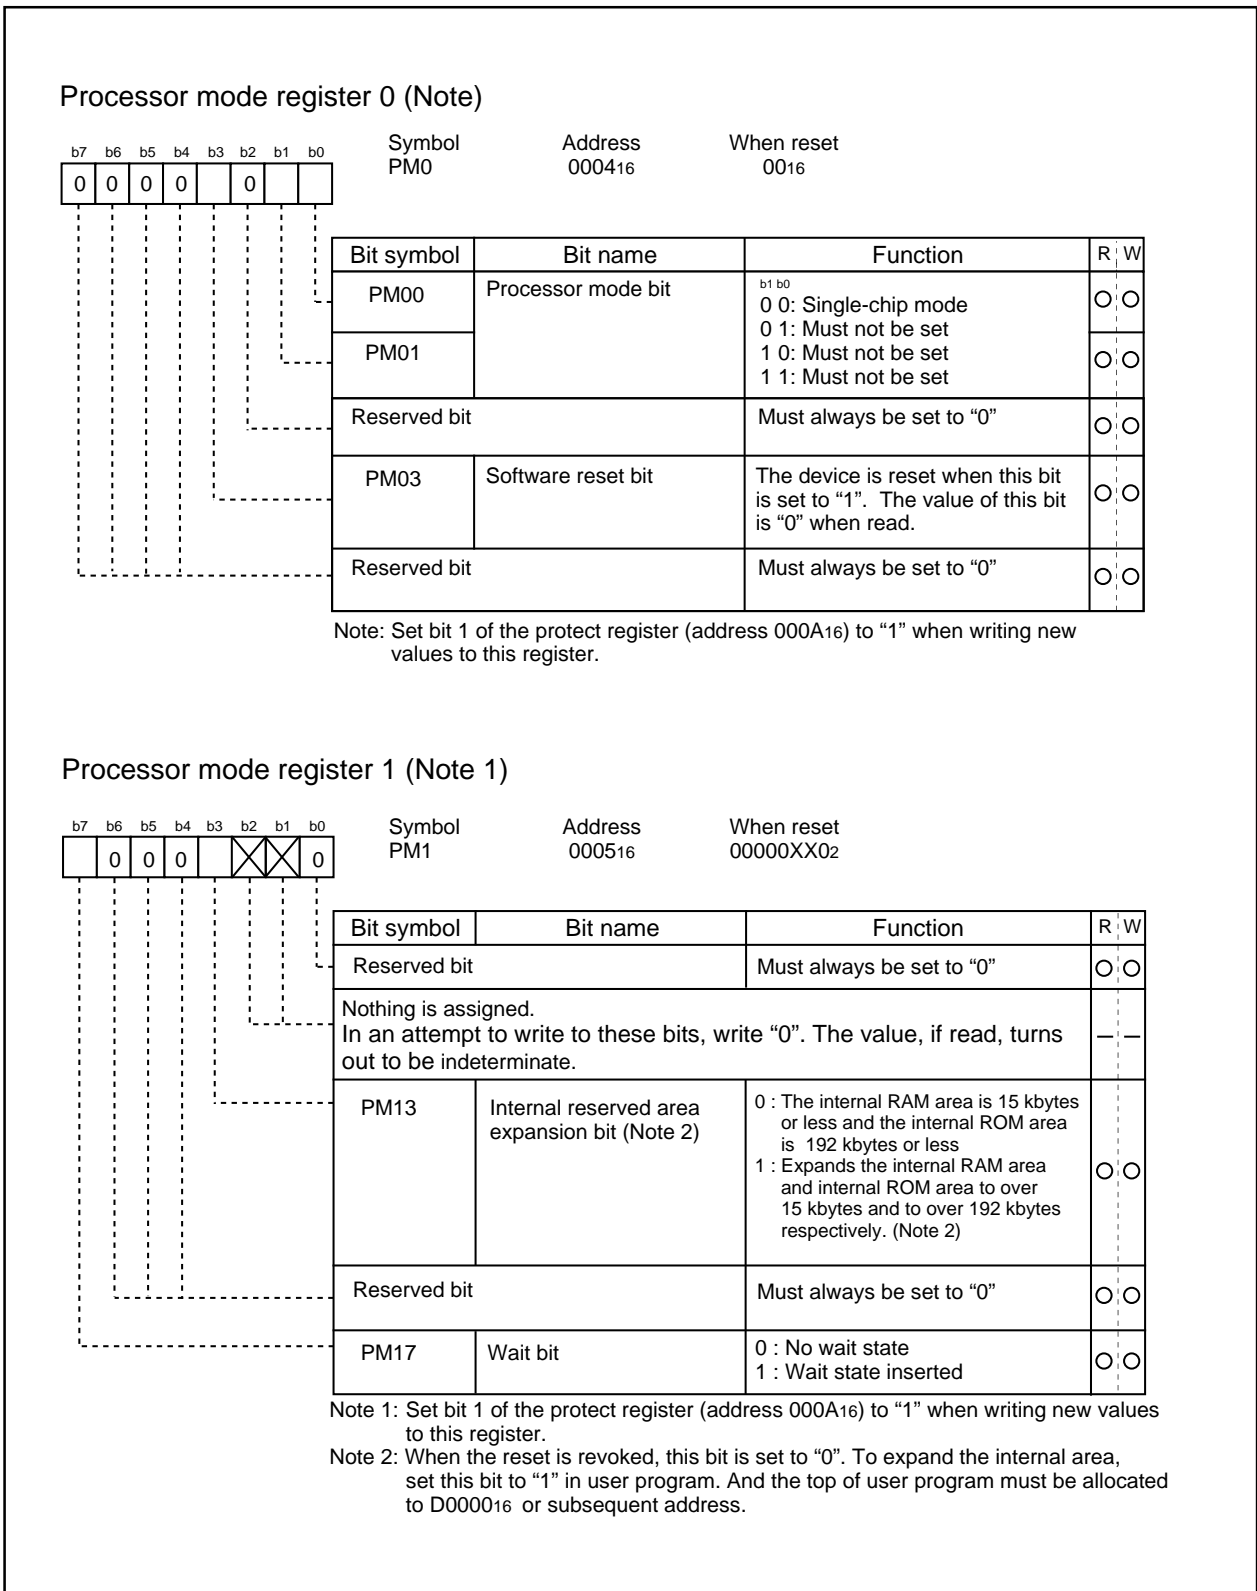 Processor mode register 0 (Note)
b7 b6 b5 b4 b3 b2 b1 b0
0 0 0 0 0
Symbol Address When reset
PM0 000416 0016
Bit symbol Bit name Function R W
PM00 Processor mode bit b1 b0
0 0: Single-chip mode
0 1: Must not be set
PM01 1 0: Must not be set
1 1: Must not be set
Reserved bit Must always be set to “0”
PM03 Software reset bit The device is reset when this bit
is set to “1”. The value of this bit
is “0” when read.
Reserved bit Must always be set to “0”
Note: Set bit 1 of the protect register (address 000A16) to “1” when writing new
values to this register.
Processor mode register 1 (Note 1)
b7 b6 b5 b4 b3 b2 b1 b0
0 0 0 0
Symbol Address When reset
PM1 000516 00000XX02
Bit symbol Bit name Function R W
Reserved bit Must always be set to “0”
Nothing is assigned.
In an attempt to write to these bits, write “0”. The value, if read, turns
out to be indeterminate.
PM13 Internal reserved area
expansion bit (Note 2)
0 : The internal RAM area is 15 kbytes
or less and the internal ROM area
is 192 kbytes or less
1 : Expands the internal RAM area
and internal ROM area to over
15 kbytes and to over 192 kbytes
respectively. (Note 2)
Reserved bit Must always be set to “0”
PM17 Wait bit 0 : No wait state
1 : Wait state inserted
Note 1: Set bit 1 of the protect register (address 000A16) to “1” when writing new values
to this register.
Note 2: When the reset is revoked, this bit is set to “0”. To expand the internal area,
set this bit to “1” in user program. And the top of user program must be allocated
to D000016 or subsequent address.